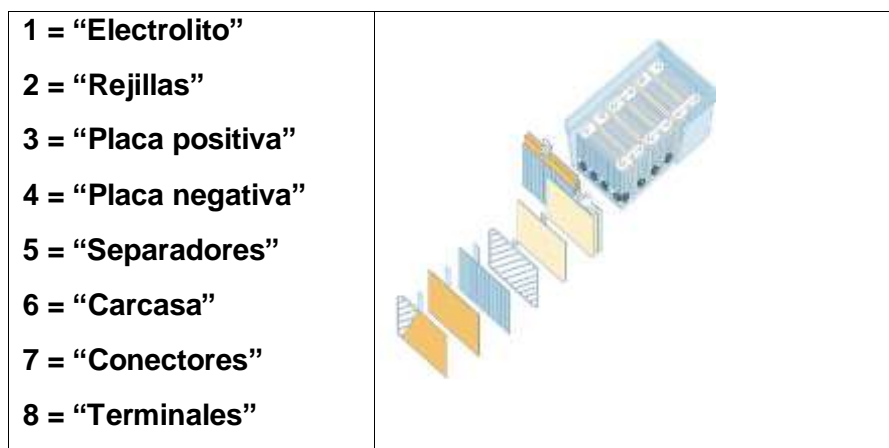 1 = “Electrolito”
2 = “Rejillas”
3 = “Placa positiva”
4 = “Placa negativa”
5 = “Separadores”
6 = “Carcasa”
7 = “Conectores”
8 = “Terminales”